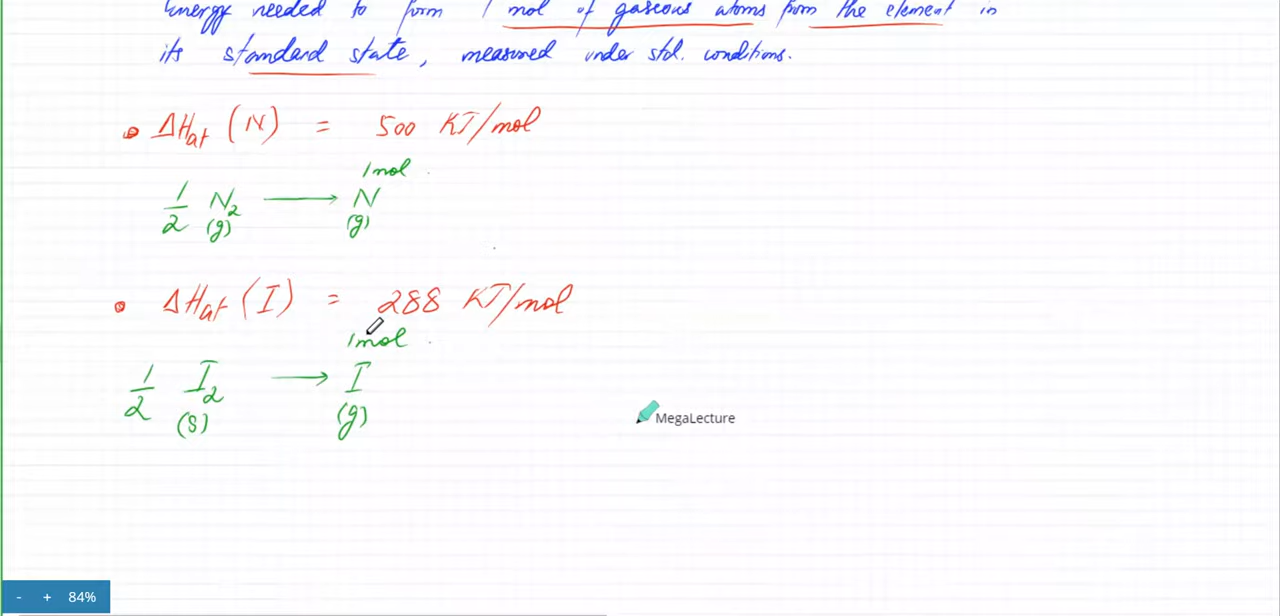 Energy needed to form 1 mol of gaseous atoms from the element in
its standard state, measured under std. conditions.
• ΔHat (N) = 500 KJ/mol
1mol
1/2 N₂ ⟶ N
(g) (g)
• ΔHat (I) = 288 KJ/mol
1mol
1/2 I₂ ⟶ I
(s) (g)
MegaLecture
- + 84%